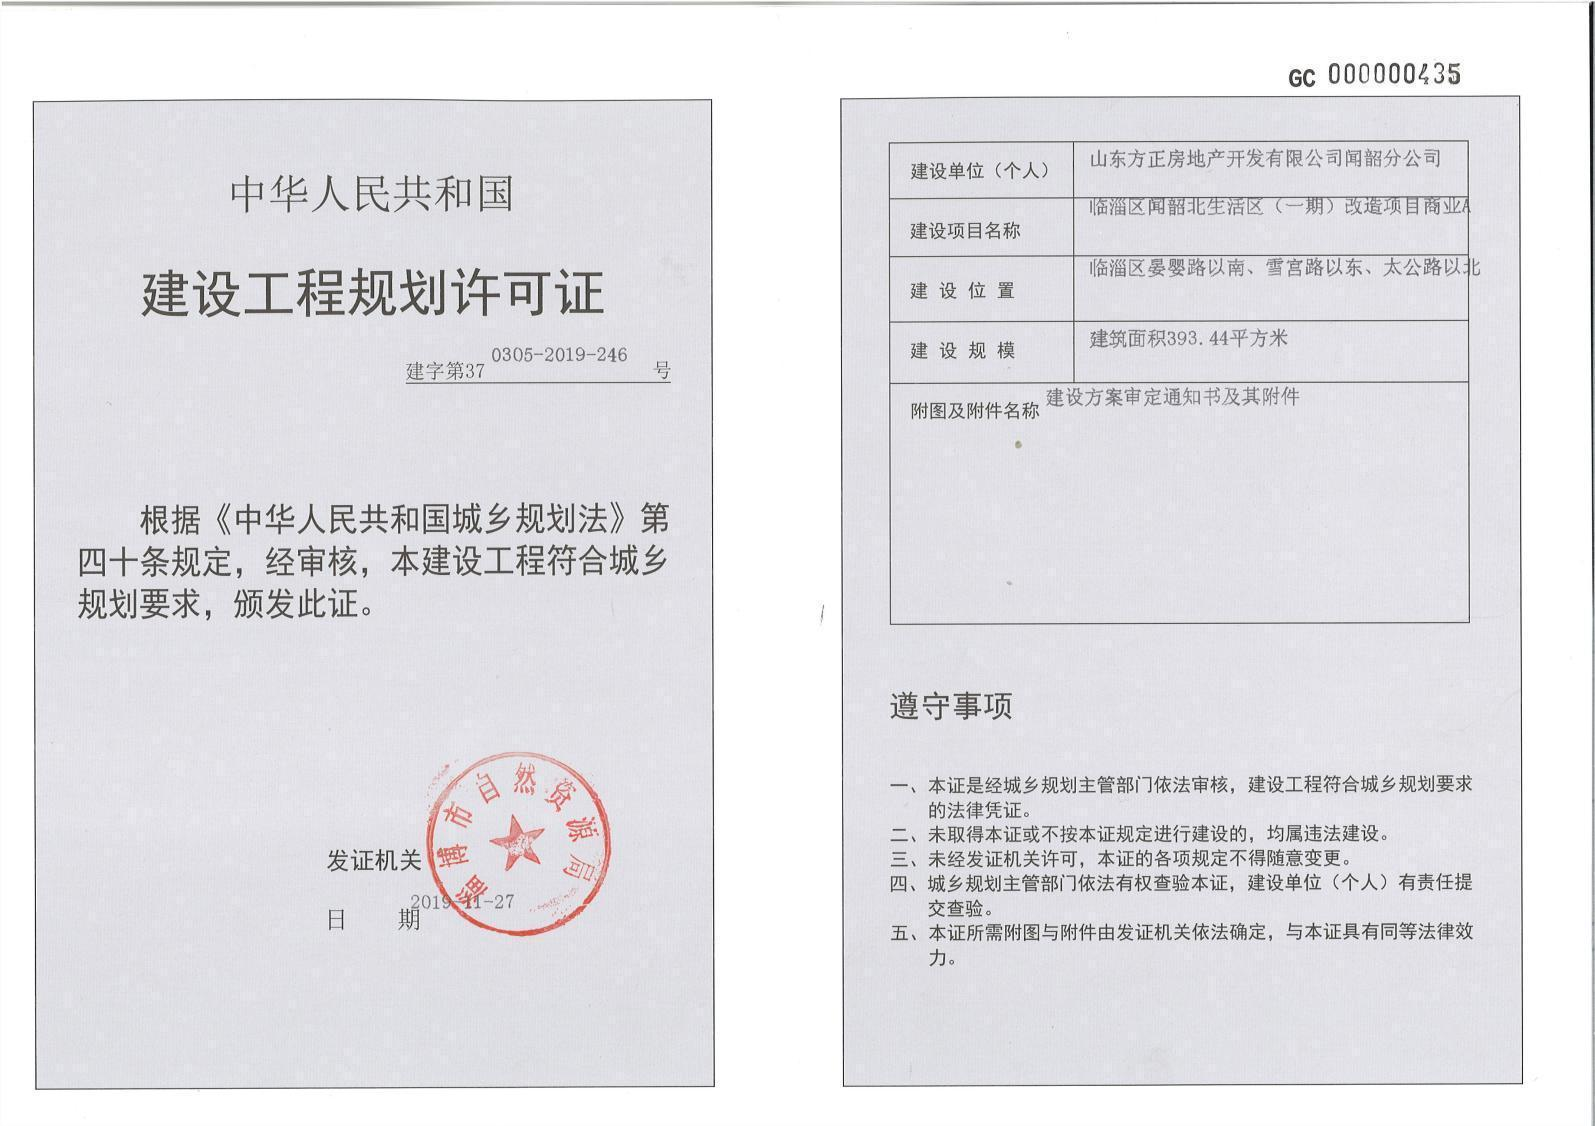 中华人民共和国
建设工程规划许可证
建字第37 0305-2019-246 号
根据《中华人民共和国城乡规划法》第
四十条规定，经审核，本建设工程符合城乡
规划要求，颁发此证。
淄博市自然资源局
发证机关
日 期 2019-11-27
GC 000000435
建设单位（个人） 山东方正房地产开发有限公司闻韶分公司
建设项目名称 临淄区闻韶北生活区（一期）改造项目商业A
建设位置 临淄区晏婴路以南、雪宫路以东、太公路以北
建设规模 建筑面积393.44平方米
附图及附件名称 建设方案审定通知书及其附件
遵守事项
一、本证是经城乡规划主管部门依法审核，建设工程符合城乡规划要求
的法律凭证。
二、未取得本证或不按本证规定进行建设的，均属违法建设。
三、未经发证机关许可，本证的各项规定不得随意变更。
四、城乡规划主管部门依法有权查验本证，建设单位（个人）有责任提
交查验。
五、本证所需附图与附件由发证机关依法确定，与本证具有同等法律效
力。